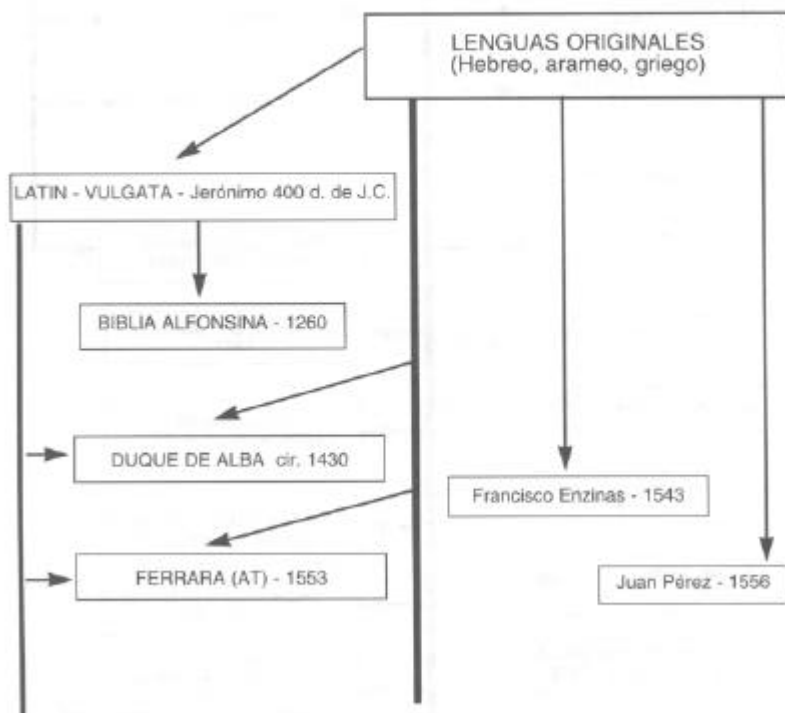 LENGUAS ORIGINALES
(Hebreo, arameo, griego)
LATIN - VULGATA - Jerónimo 400 d. de J.C.
BIBLIA ALFONSINA - 1260
DUQUE DE ALBA cir. 1430
Francisco Enzinas - 1543
FERRARA (AT) - 1553
Juan Pérez - 1556